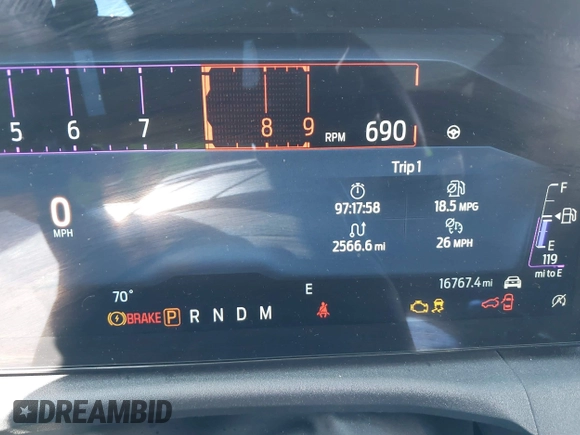 5 6 7 8 9 RPM 690
Trip 1
97:17:58 18.5 MPG
2566.6 mi 26 MPH
0
MPH
F
E
119
mi to E
16767.4 mi
70° E
BRAKE P R N D M
DREAMBID